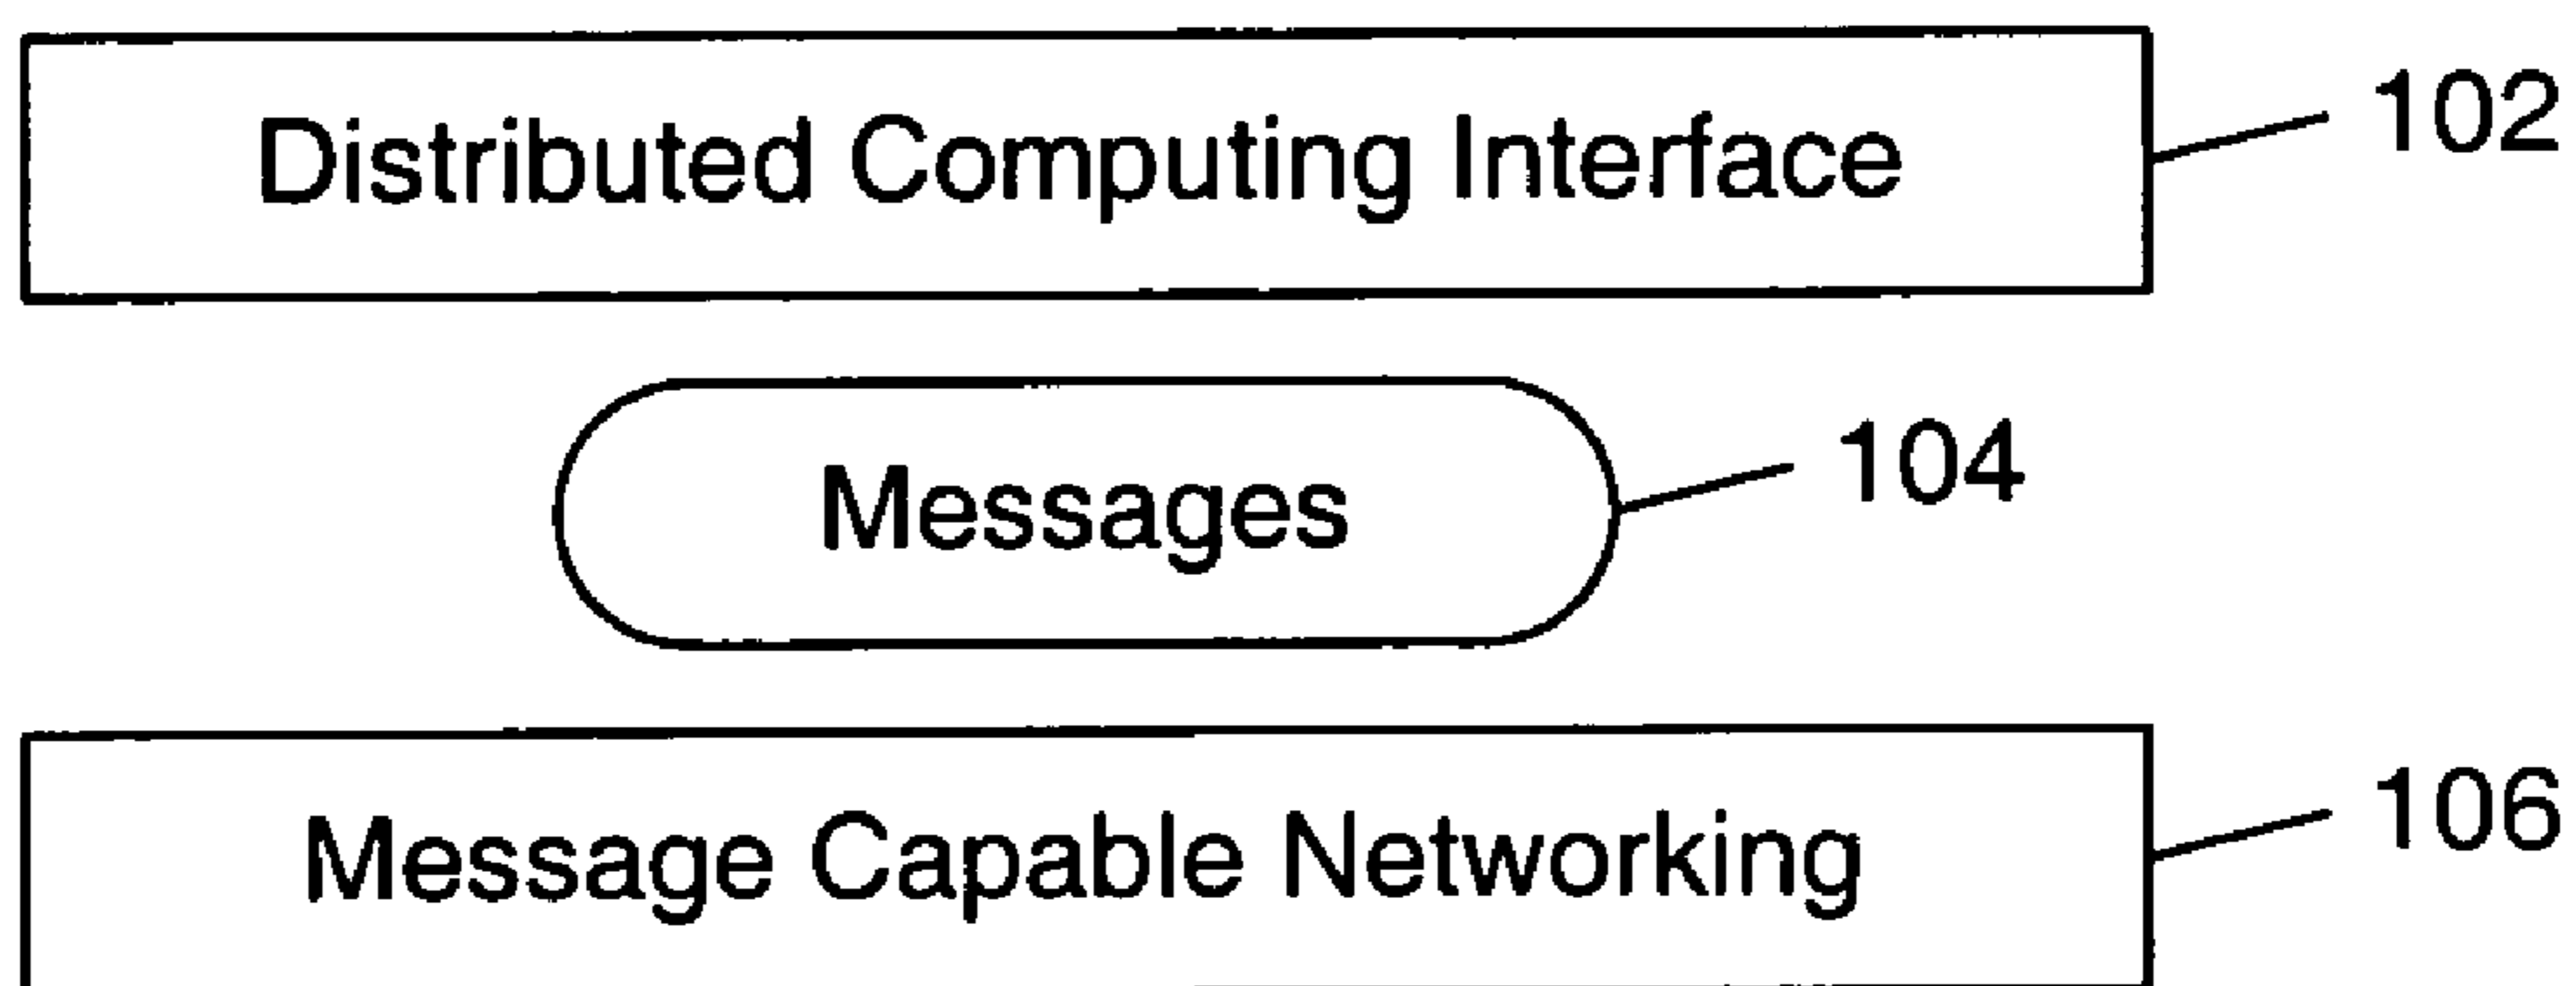 Distributed Computing Interface 102
Messages 104
Message Capable Networking 106